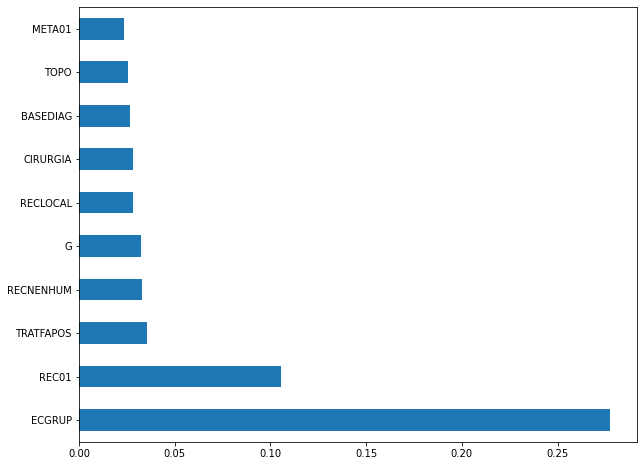 META01
TOPO
BASEDIAG
CIRURGIA
RECLOCAL
G
RECNENHUM
TRATFAPOS
REC01
ECGRUP
0.00 0.05 0.10 0.15 0.20 0.25